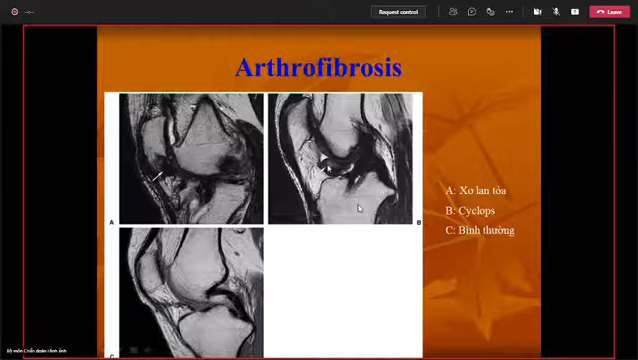 Request control
Leave
Arthrofibrosis
A
B
A: Xơ lan tỏa
B: Cyclops
C: Bình thường
C
Bộ môn Chẩn đoán Hình ảnh